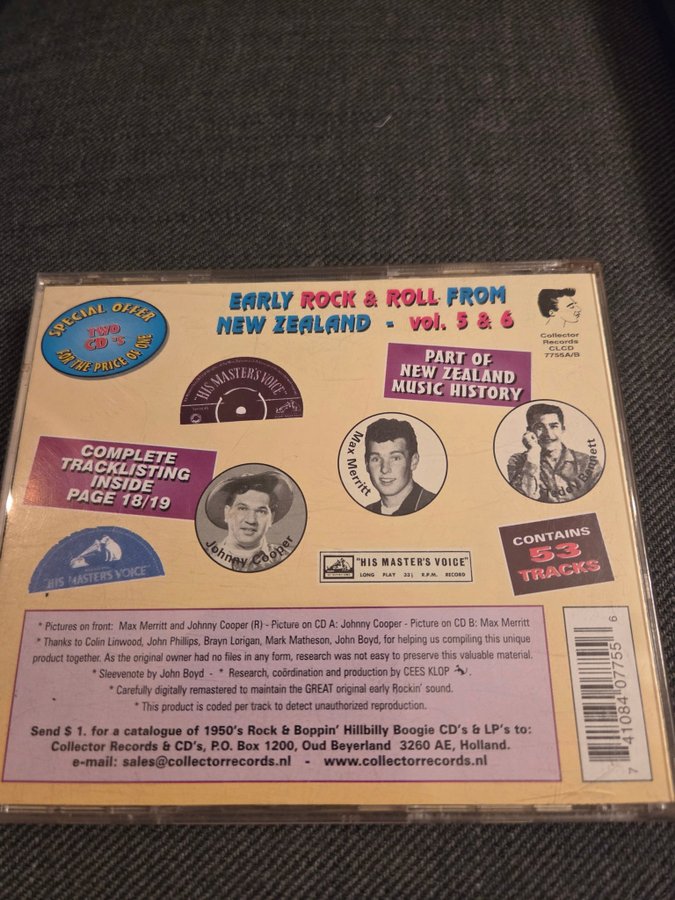 SPECIAL OFFER
TWO
CD'S
FOR THE PRICE OF ONE
EARLY ROCK & ROLL FROM
NEW ZEALAND - vol. 5 & 6
Collector
Records
CLCD
7755A/B
"HIS MASTER'S VOICE"
PART OF
NEW ZEALAND
MUSIC HISTORY
COMPLETE
TRACKLISTING
INSIDE
PAGE 18/19
Johnny Cooper
Max Merritt
Bennett
"HIS MASTER'S VOICE"
"HIS MASTER'S VOICE"
LONG PLAY 33⅓ R.P.M. RECORD
CONTAINS
53
TRACKS
* Pictures on front: Max Merritt and Johnny Cooper (R) - Picture on CD A: Johnny Cooper - Picture on CD B: Max Merritt
* Thanks to Colin Linwood, John Phillips, Brayn Lorigan, Mark Matheson, John Boyd, for helping us compiling this unique
product together. As the original owner had no files in any form, research was not easy to preserve this valuable material.
* Sleevenote by John Boyd - * Research, coördination and production by CEES KLOP.
* Carefully digitally remastered to maintain the GREAT original early Rockin' sound.
* This product is coded per track to detect unauthorized reproduction.
Send $ 1. for a catalogue of 1950's Rock & Boppin' Hillbilly Boogie CD's & LP's to:
Collector Records & CD's, P.O. Box 1200, Oud Beyerland 3260 AE, Holland.
e-mail: sales@collectorrecords.nl - www.collectorrecords.nl
7 41084 07755 6